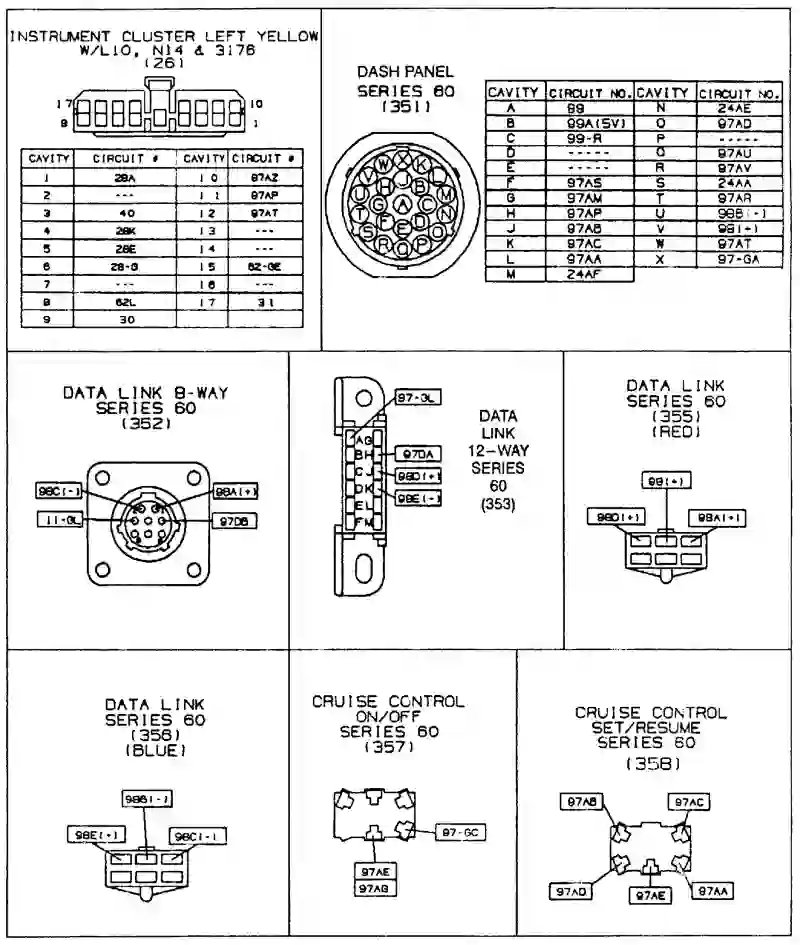 INSTRUMENT CLUSTER LEFT YELLOW
W/L10, N14 & 3176
(26)
17 10
9 1
CAVITY CIRCUIT # CAVITY CIRCUIT #
1 28A 10 97AZ
2 --- 11 97AP
3 40 12 97AT
4 28K 13 ---
5 28E 14 ---
6 28-G 15 62-GE
7 --- 16 ---
8 62L 17 31
9 30
DASH PANEL
SERIES 60
(351)
W X K
V H J B L
U G A C M
T F E D N
S R Q P O
CAVITY CIRCUIT NO. CAVITY CIRCUIT NO.
A 99 N 24AE
B 99A(5V) O 97AD
C 99-R P -----
D ----- Q 97AU
E ----- R 97AV
F 97AS S 24AA
G 97AM T 97AR
H 97AP U 98B(-)
J 97AB V 98(+)
K 97AC W 97AT
L 97AA X 97-GA
M 24AF
DATA LINK 8-WAY
SERIES 60
(352)
98C(-) 98A(+)
11-GL 97DB
97-GL
AG
BH 97DA
CJ 98D(+)
DK 98E(-)
EL
FM
DATA
LINK
12-WAY
SERIES
60
(353)
DATA LINK
SERIES 60
(355)
(RED)
98(+)
98D(+) 98A(+)
DATA LINK
SERIES 60
(356)
(BLUE)
98B(-)
98E(+) 98C(-)
CRUISE CONTROL
ON/OFF
SERIES 60
(357)
97-GC
97AE
97AG
CRUISE CONTROL
SET/RESUME
SERIES 60
(358)
97AB 97AC
97AD 97AE 97AA